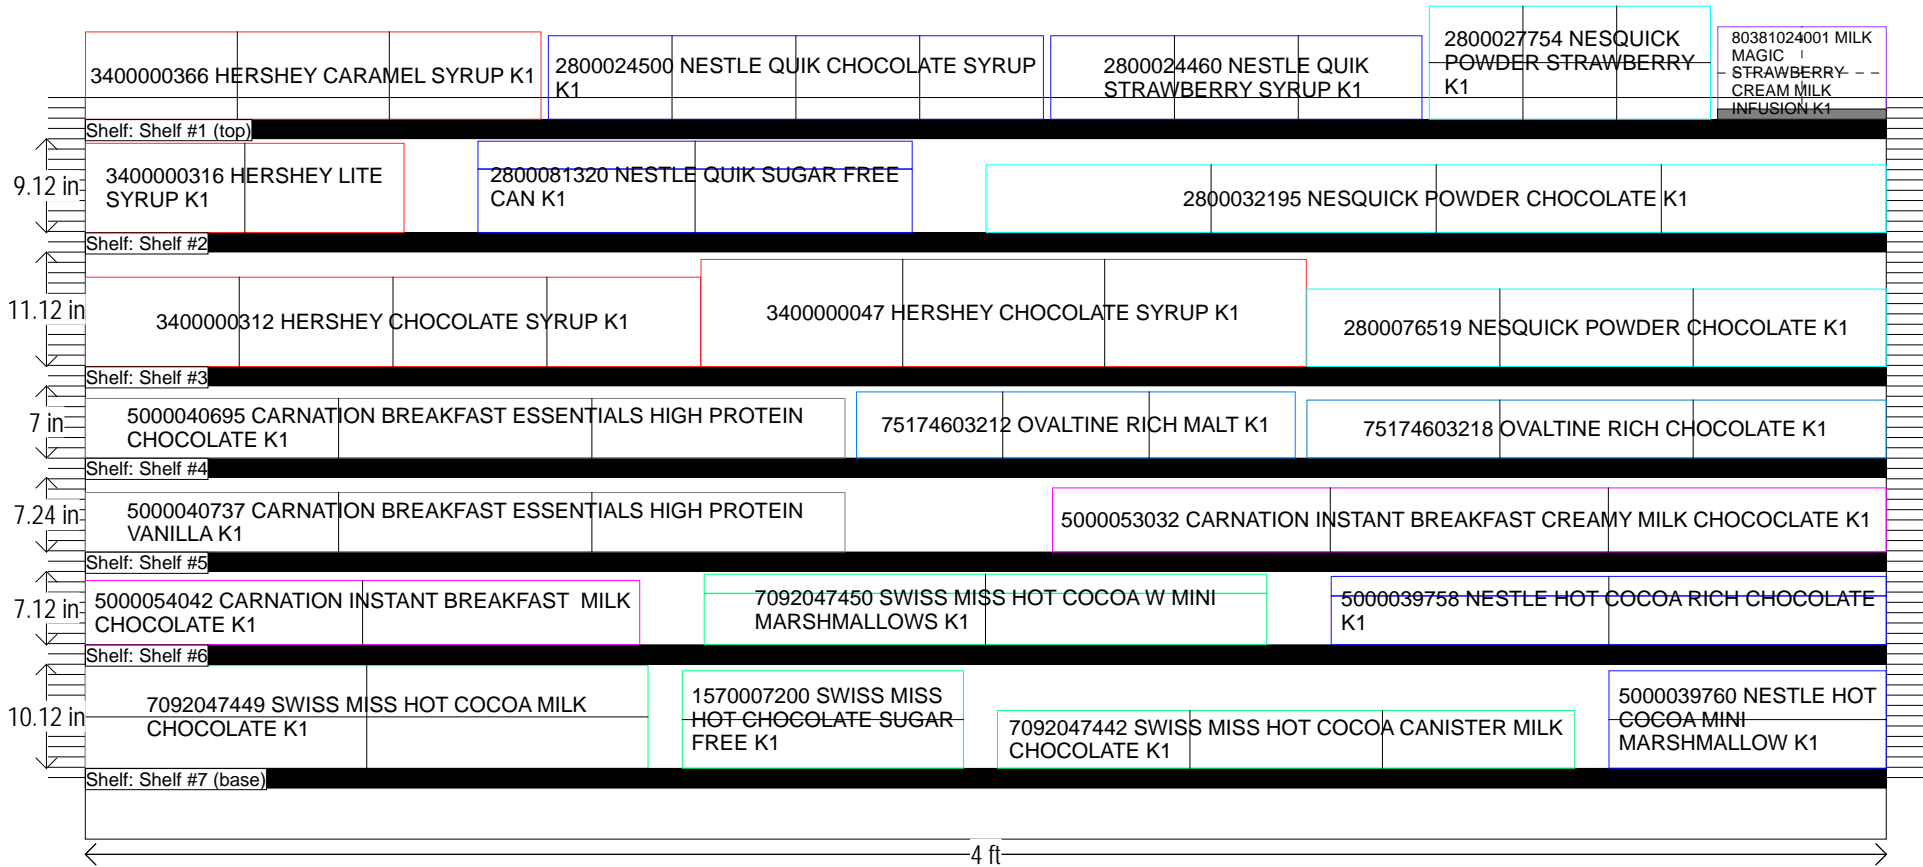 3400000366 HERSHEY CARAMEL SYRUP K1
2800024500 NESTLE QUIK CHOCOLATE SYRUP
K1
2800024460 NESTLE QUIK
STRAWBERRY SYRUP K1
2800027754 NESQUICK
POWDER STRAWBERRY
K1
80381024001 MILK
MAGIC
STRAWBERRY
CREAM MILK
INFUSION K1
Shelf: Shelf #1 (top)
9.12 in
3400000316 HERSHEY LITE
SYRUP K1
2800081320 NESTLE QUIK SUGAR FREE
CAN K1
2800032195 NESQUICK POWDER CHOCOLATE K1
Shelf: Shelf #2
11.12 in
3400000312 HERSHEY CHOCOLATE SYRUP K1
3400000047 HERSHEY CHOCOLATE SYRUP K1
2800076519 NESQUICK POWDER CHOCOLATE K1
Shelf: Shelf #3
7 in
5000040695 CARNATION BREAKFAST ESSENTIALS HIGH PROTEIN
CHOCOLATE K1
75174603212 OVALTINE RICH MALT K1
75174603218 OVALTINE RICH CHOCOLATE K1
Shelf: Shelf #4
7.24 in
5000040737 CARNATION BREAKFAST ESSENTIALS HIGH PROTEIN
VANILLA K1
5000053032 CARNATION INSTANT BREAKFAST CREAMY MILK CHOCOCLATE K1
Shelf: Shelf #5
7.12 in
5000054042 CARNATION INSTANT BREAKFAST  MILK
CHOCOLATE K1
7092047450 SWISS MISS HOT COCOA W MINI
MARSHMALLOWS K1
5000039758 NESTLE HOT COCOA RICH CHOCOLATE
K1
Shelf: Shelf #6
10.12 in
7092047449 SWISS MISS HOT COCOA MILK
CHOCOLATE K1
1570007200 SWISS MISS
HOT CHOCOLATE SUGAR
FREE K1
7092047442 SWISS MISS HOT COCOA CANISTER MILK
CHOCOLATE K1
5000039760 NESTLE HOT
COCOA MINI
MARSHMALLOW K1
Shelf: Shelf #7 (base)
4 ft